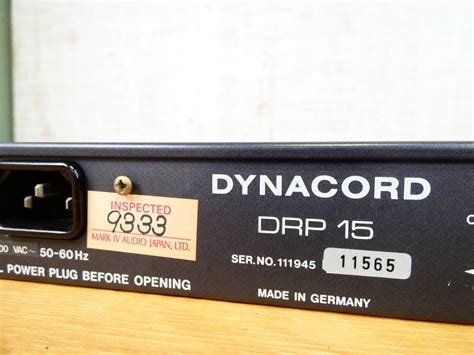 INSPECTED
9333
MARK IV AUDIO JAPAN, LTD.
00 VAC ~ 50-60Hz
POWER PLUG BEFORE OPENING
DYNACORD
DRP 15
SER.NO.111945 11565
MADE IN GERMANY